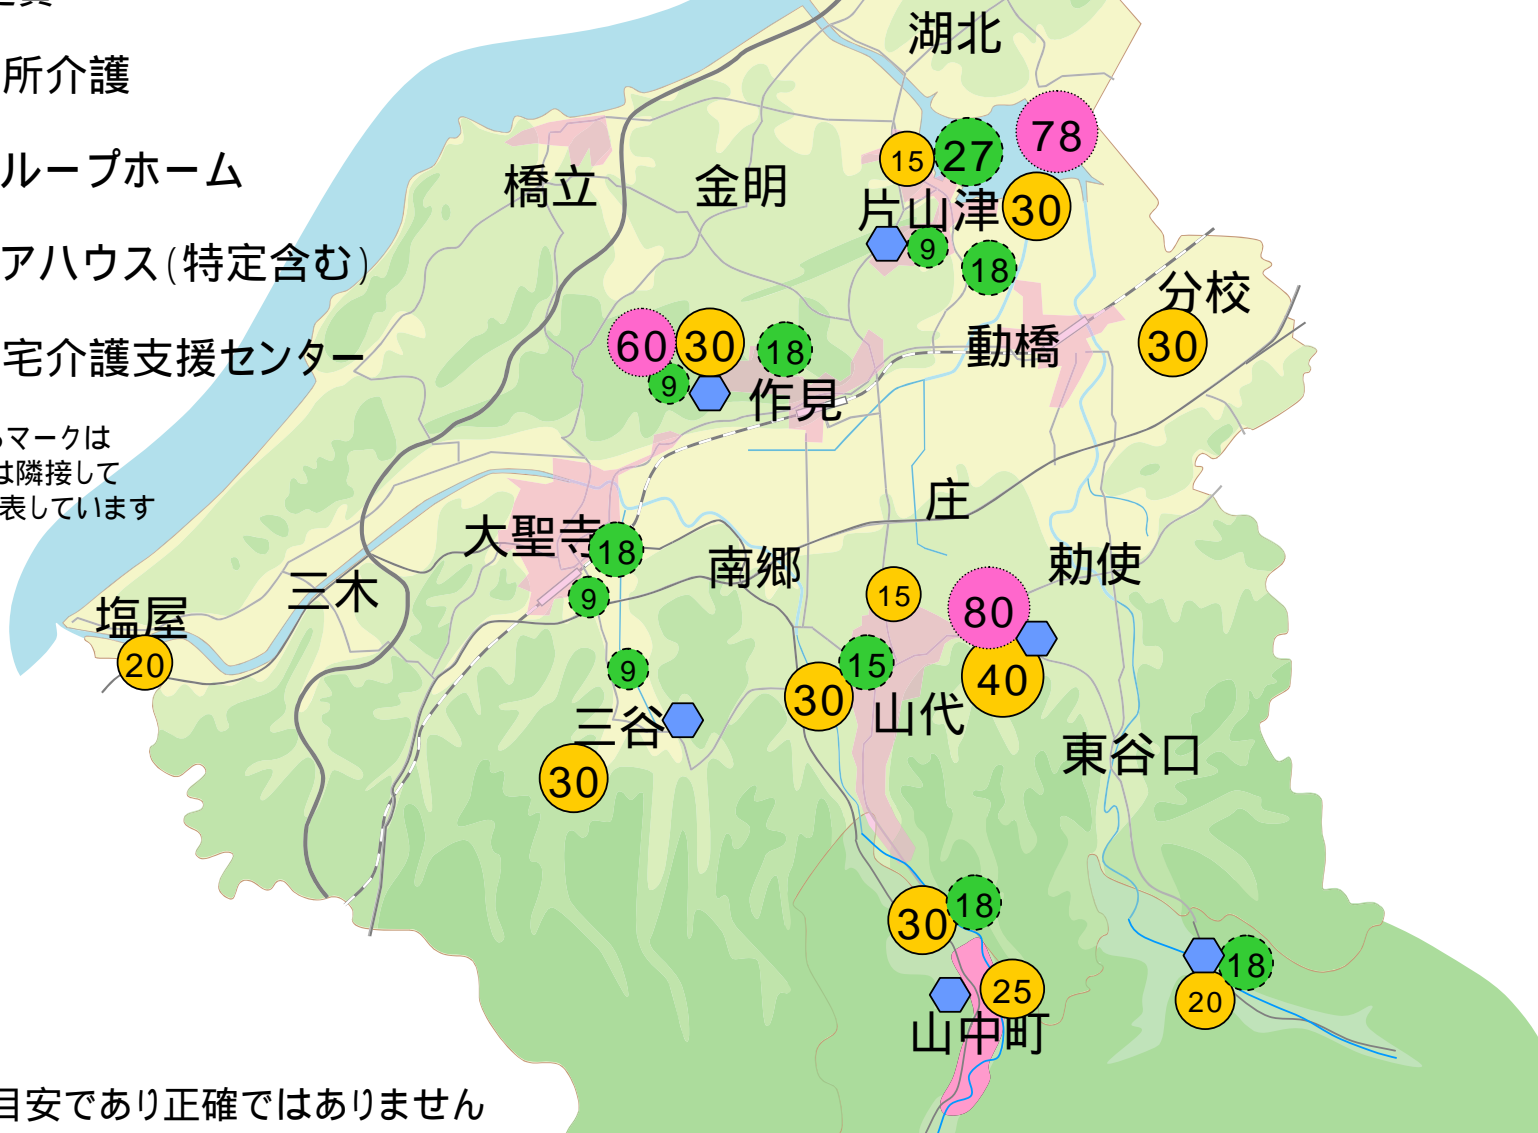 所介護
ループホーム
アハウス(特定含む)
宅介護支援センター
マークは
は隣接して
表しています
湖北
橋立
金明
15
27
78
片山津
30
9
18
分校
30
動橋
60
30
18
9
作見
庄
大聖寺
18
南郷
勅使
三木
9
15
80
塩屋
20
9
15
40
30
山代
三谷
30
東谷口
30
18
18
25
20
山中町
目安であり正確ではありません